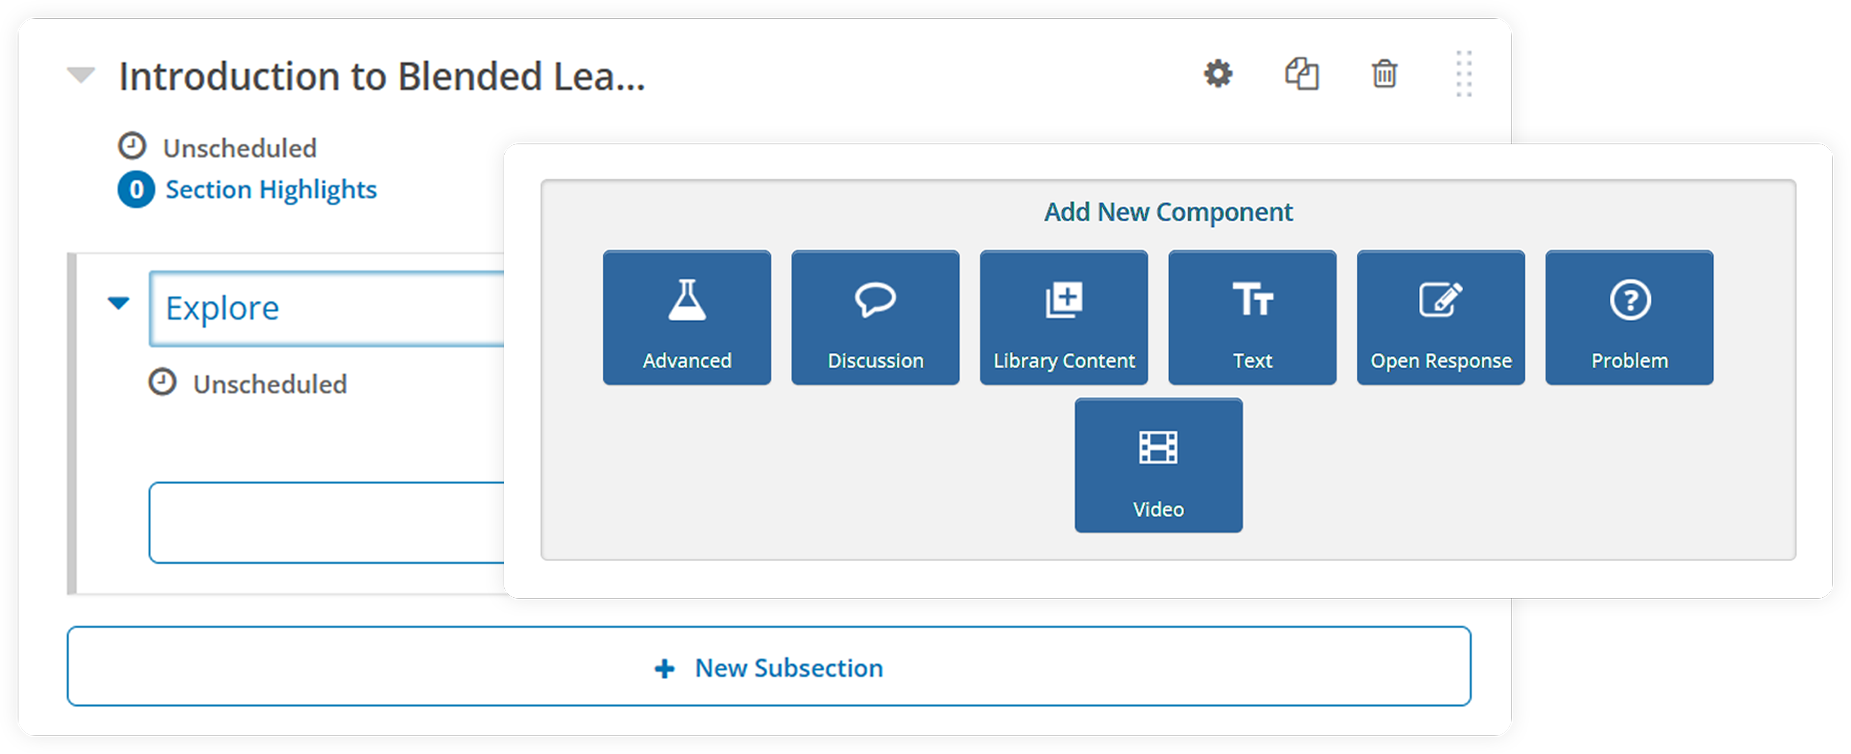 Introduction to Blended Lea...
Unscheduled
0 Section Highlights
Explore
Unscheduled
Add New Component
Advanced
Discussion
Library Content
Text
Open Response
Problem
Video
New Subsection